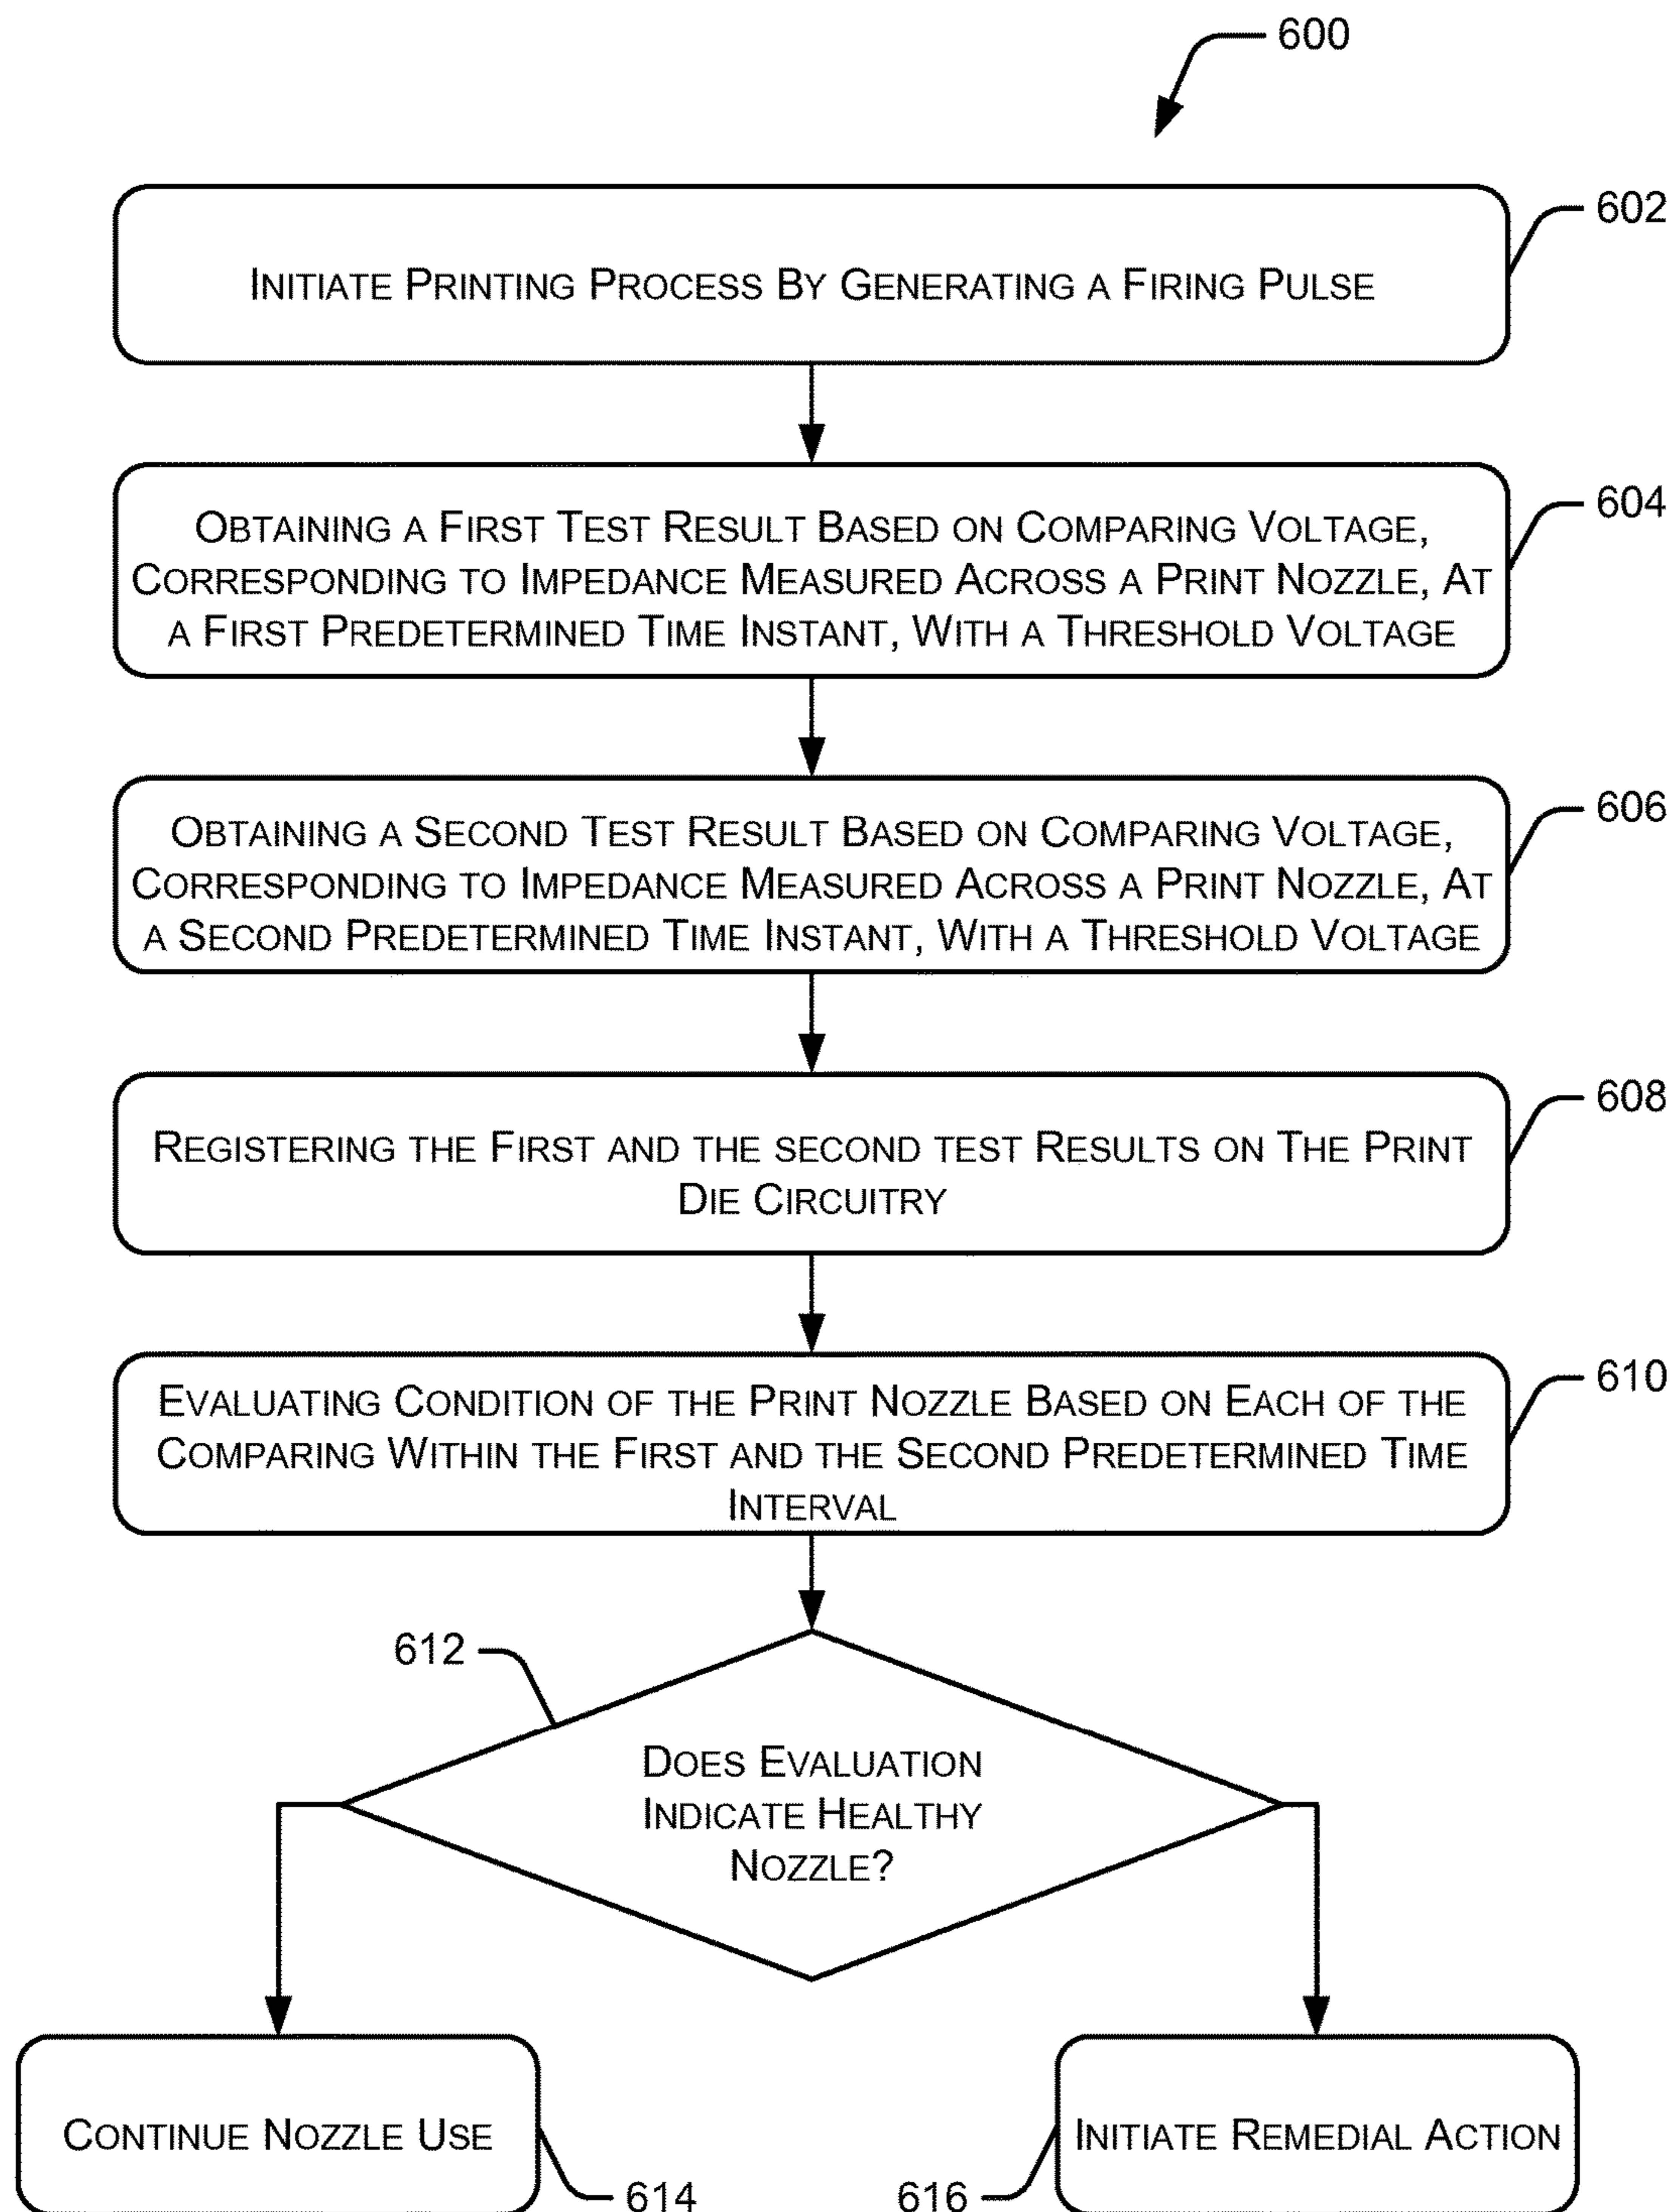 600
INITIATE PRINTING PROCESS BY GENERATING A FIRING PULSE
602
OBTAINING A FIRST TEST RESULT BASED ON COMPARING VOLTAGE,
CORRESPONDING TO IMPEDANCE MEASURED ACROSS A PRINT NOZZLE, AT
A FIRST PREDETERMINED TIME INSTANT, WITH A THRESHOLD VOLTAGE
604
OBTAINING A SECOND TEST RESULT BASED ON COMPARING VOLTAGE,
CORRESPONDING TO IMPEDANCE MEASURED ACROSS A PRINT NOZZLE, AT
A SECOND PREDETERMINED TIME INSTANT, WITH A THRESHOLD VOLTAGE
606
REGISTERING THE FIRST AND THE SECOND TEST RESULTS ON THE PRINT
DIE CIRCUITRY
608
EVALUATING CONDITION OF THE PRINT NOZZLE BASED ON EACH OF THE
COMPARING WITHIN THE FIRST AND THE SECOND PREDETERMINED TIME
INTERVAL
610
612
DOES EVALUATION
INDICATE HEALTHY
NOZZLE?
CONTINUE NOZZLE USE
614
INITIATE REMEDIAL ACTION
616